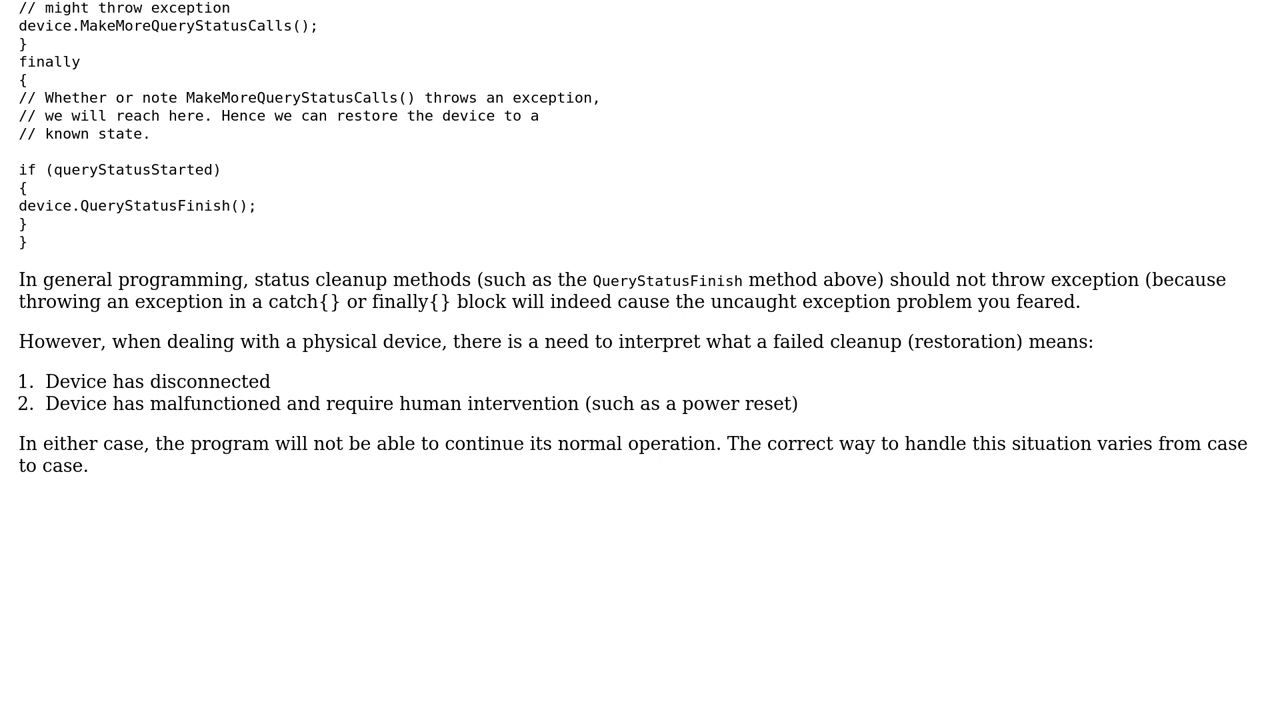 // might throw exception
device.MakeMoreQueryStatusCalls();
}
finally
{
// Whether or note MakeMoreQueryStatusCalls() throws an exception,
// we will reach here. Hence we can restore the device to a
// known state.

if (queryStatusStarted)
{
device.QueryStatusFinish();
}
}
In general programming, status cleanup methods (such as the QueryStatusFinish method above) should not throw exception (because
throwing an exception in a catch{} or finally{} block will indeed cause the uncaught exception problem you feared.
However, when dealing with a physical device, there is a need to interpret what a failed cleanup (restoration) means:
1. Device has disconnected
2. Device has malfunctioned and require human intervention (such as a power reset)
In either case, the program will not be able to continue its normal operation. The correct way to handle this situation varies from case
to case.